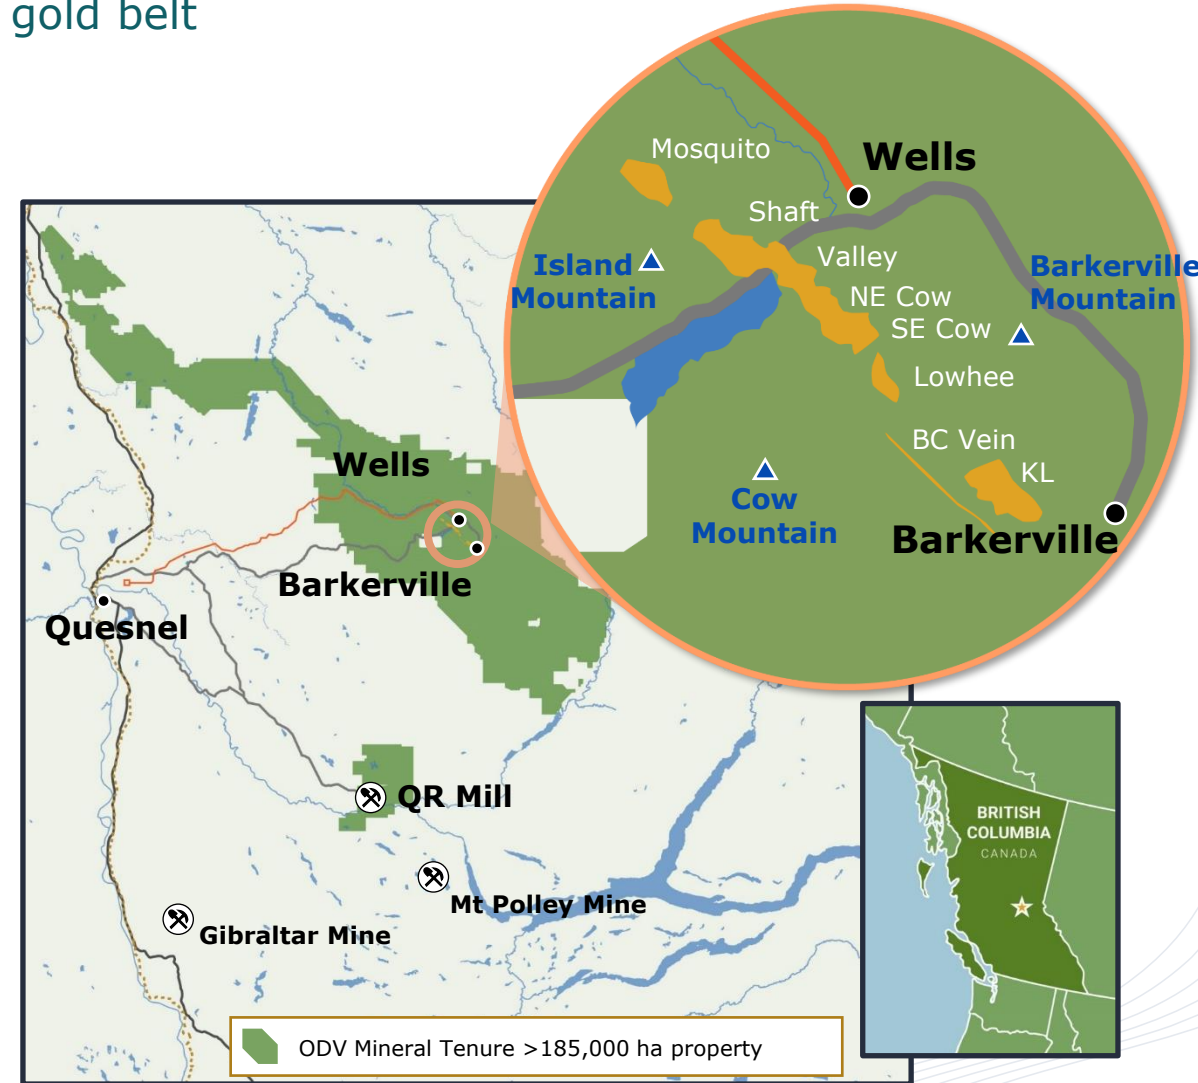 gold belt
Mosquito
Wells
Shaft
Island
Mountain
Valley
Barkerville
Mountain
NE Cow
SE Cow
Lowhee
BC Vein
KL
Cow
Mountain
Barkerville
Wells
Barkerville
Quesnel
QR Mill
Mt Polley Mine
Gibraltar Mine
BRITISH
COLUMBIA
CANADA
ODV Mineral Tenure >185,000 ha property